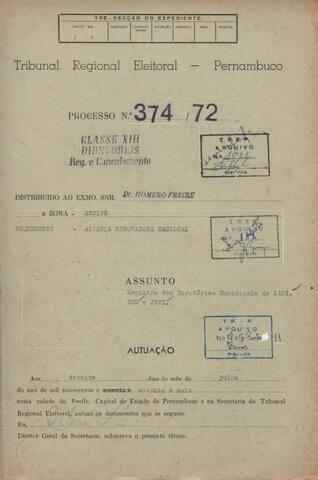 TRE-SECÇÃO DO EXPEDIENTE
Tribunal Regional Eleitoral — Pernambuco
PROCESSO N.º 374 / 72
CLASSE XIII
DIRETÓRIOS
Reg. e Cancelamento
T. R. E. P.
ARQUIVO
DISTRIBUIDO AO EXMO. SNR. Dr. HOMERO FREIRE
a ZONA - RECIFE
T. R. E. P.
ARQUIVO
REQUERENTE - ALIANÇA RENOVADORA REGIONAL
ASSUNTO
Registro dos Diretórios Municipais de IATI,
e JUPI.
T. R. E. P.
ARQUIVO
11
AUTUAÇÃO
Aos dezoito dias do mês de julho
do ano de mil novecentos e setenta e dois
nesta cidade do Recife, Capital do Estado de Pernambuco e na Secretaria do Tribunal
Regional Eleitoral, autuei os documentos que se seguem.
Eu,
Diretor Geral da Secretaria, subscrevo o presente têrmo.